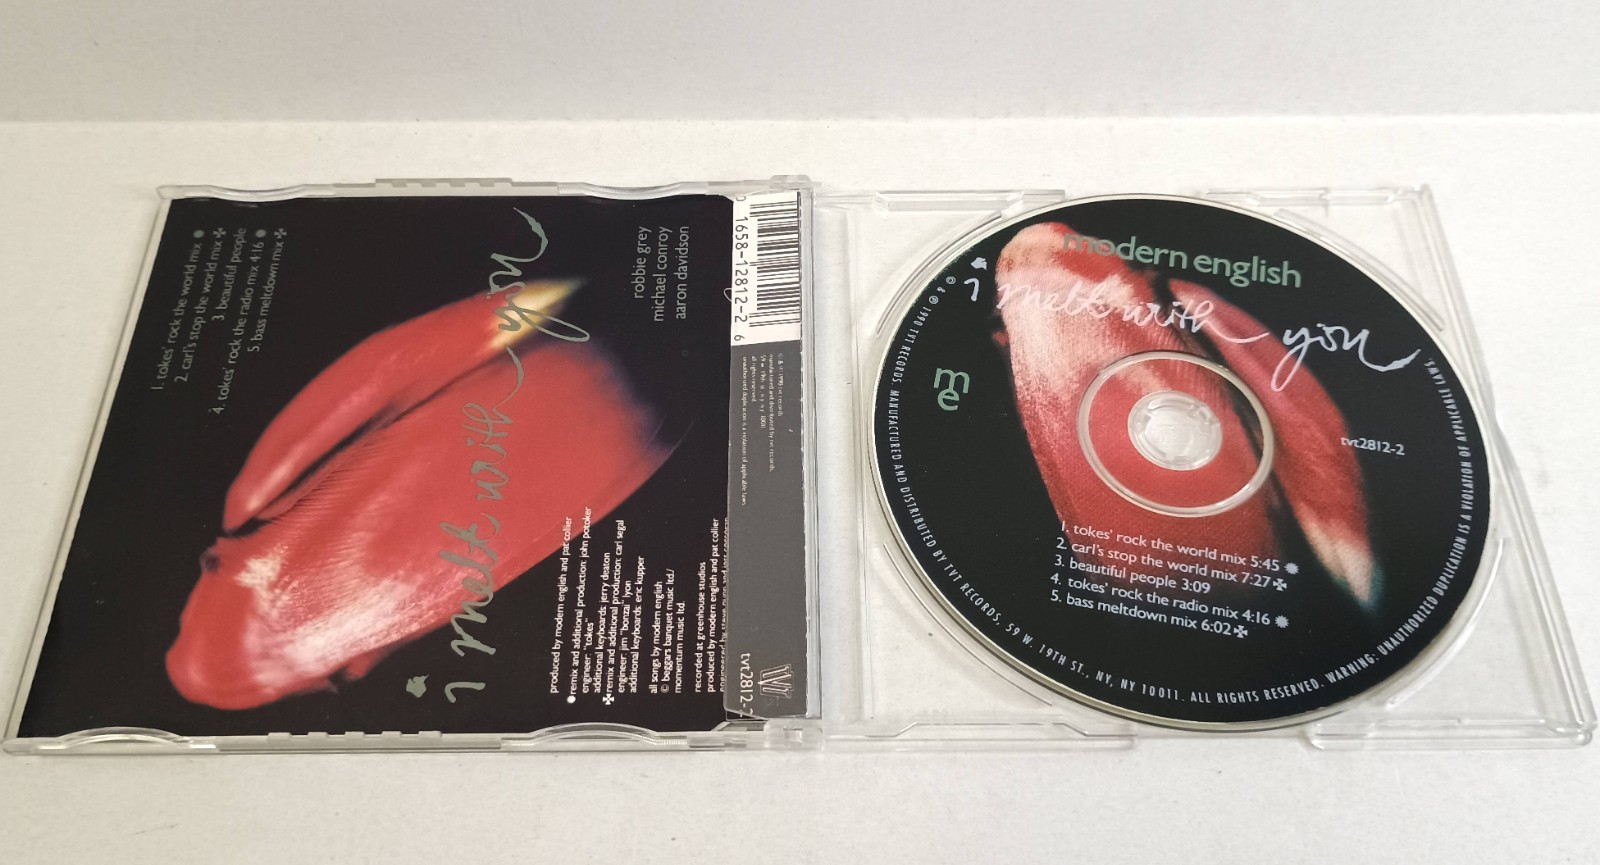 1. tokes' rock the world mix ●
2. carl's stop the world mix ✤
3. beautiful people
4. tokes' rock the radio mix 4:16 ●
5. bass meltdown mix ✤
i melt with you
robbie grey
michael conroy
aaron davidson
produced by modern english and pat collier
● remix and additional production: john potoker
engineer: "tokes"
additional keyboards: jerry deaton
✤ remix and additional production: carl segal
engineer: jim "bonzai" lyon
additional keyboards: eric kupper
all songs by modern english
© beggars banquet music ltd./
momentum music ltd.
recorded at greenhouse studios
produced by modern english and pat collier
1658-12812-2 6
tvt
tvt2812-2
modern english
i melt with you
me
tvt2812-2
1. tokes' rock the world mix 5:45 ✺
2. carl's stop the world mix 7:27 ✤
3. beautiful people 3:09
4. tokes' rock the radio mix 4:16 ✺
5. bass meltdown mix 6:02 ✤
© & ℗ 1990 TVT RECORDS. MANUFACTURED AND DISTRIBUTED BY TVT RECORDS, 59 W. 19TH ST., NY, NY 10011. ALL RIGHTS RESERVED. WARNING: UNAUTHORIZED DUPLICATION IS A VIOLATION OF APPLICABLE LAWS.